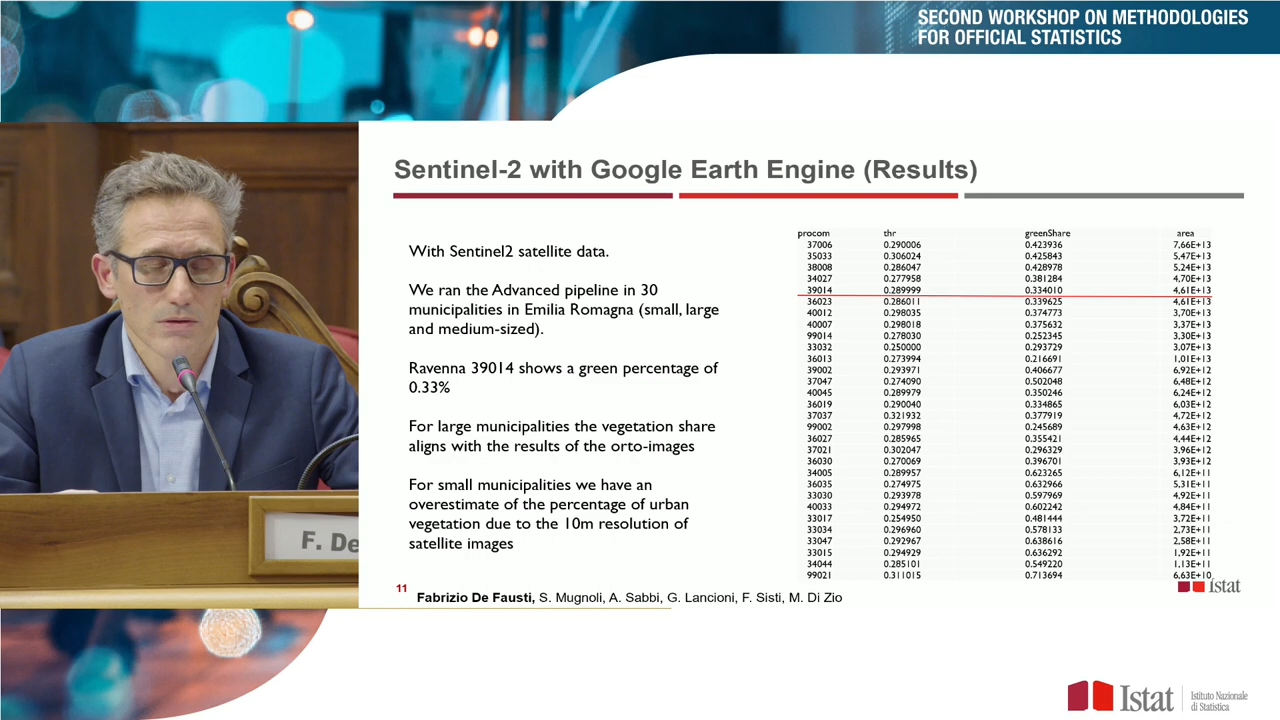 SECOND WORKSHOP ON METHODOLOGIES
FOR OFFICIAL STATISTICS
Sentinel-2 with Google Earth Engine (Results)
With Sentinel2 satellite data.
We ran the Advanced pipeline in 30
municipalities in Emilia Romagna (small, large
and medium-sized).
Ravenna 39014 shows a green percentage of
0.33%
For large municipalities the vegetation share
aligns with the results of the orto-images
For small municipalities we have an
overestimate of the percentage of urban
vegetation due to the 10m resolution of
satellite images
procom thr greenShare area
37006 0.290006 0.423936 7,66E+13
35033 0.306024 0.425843 5,47E+13
38008 0.286047 0.428978 5,24E+13
34027 0.277958 0.381284 4,70E+13
39014 0.289999 0.334010 4,61E+13
36023 0.286011 0.339625 4,61E+13
40012 0.298035 0.374773 3,70E+13
40007 0.298018 0.375632 3,37E+13
99014 0.278030 0.252345 3,30E+13
33032 0.250000 0.293729 3,07E+13
36013 0.273994 0.216691 1,01E+13
39002 0.293971 0.406677 6,92E+12
37047 0.274090 0.502048 6,48E+12
40045 0.289979 0.350246 6,24E+12
36019 0.290040 0.334865 6,03E+12
37037 0.321932 0.377919 4,72E+12
99002 0.297998 0.245689 4,63E+12
36027 0.285965 0.355421 4,44E+12
37021 0.302047 0.296329 3,96E+12
36030 0.270069 0.396701 3,93E+12
34005 0.289957 0.623265 6,12E+11
36035 0.274975 0.632966 5,31E+11
33030 0.293978 0.597969 4,92E+11
40033 0.294972 0.602242 4,84E+11
33017 0.254950 0.481444 3,72E+11
33034 0.296960 0.578133 2,73E+11
33047 0.292967 0.638616 2,58E+11
33015 0.294929 0.636292 1,92E+11
34044 0.285101 0.549220 1,13E+11
99021 0.311015 0.713694 6,63E+10
F. De
11
Fabrizio De Fausti, S. Mugnoli, A. Sabbi, G. Lancioni, F. Sisti, M. Di Zio
Istat
Istat
Istituto Nazionale
di Statistica